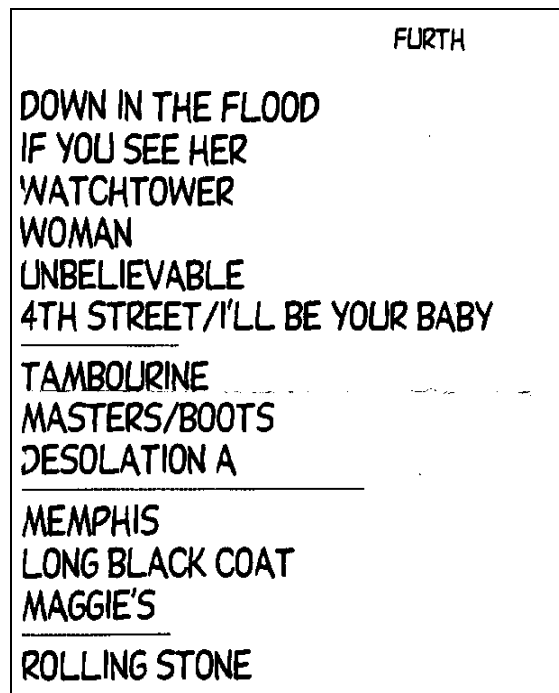 FURTH
DOWN IN THE FLOOD
IF YOU SEE HER
WATCHTOWER
WOMAN
UNBELIEVABLE
4TH STREET/I'LL BE YOUR BABY
TAMBOURINE
MASTERS/BOOTS
DESOLATION A
MEMPHIS
LONG BLACK COAT
MAGGIE'S
ROLLING STONE